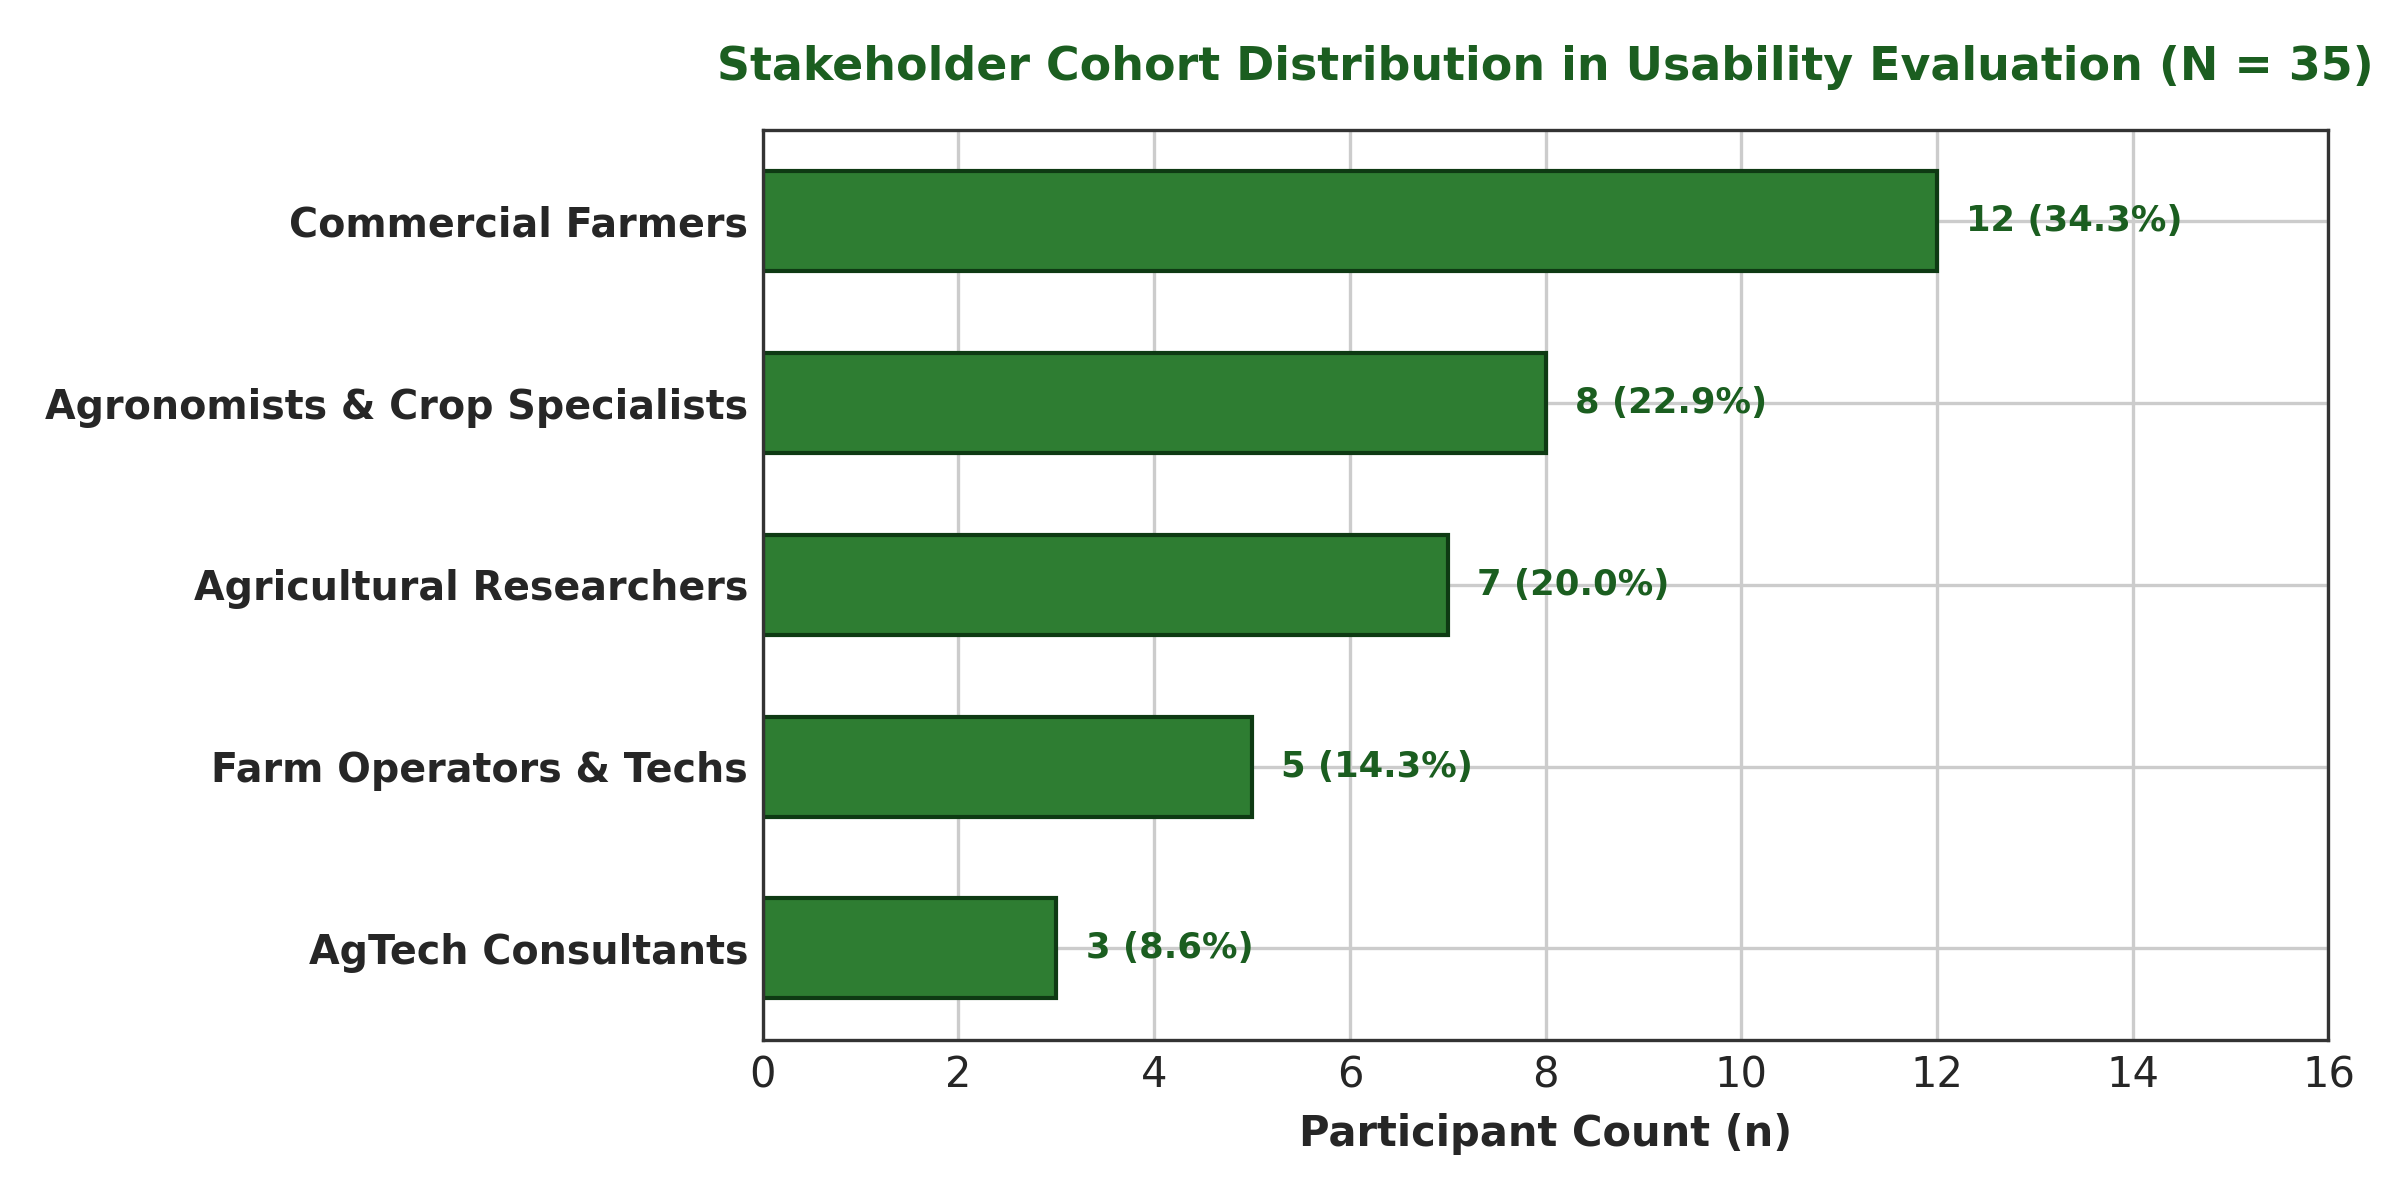 Stakeholder Cohort Distribution in Usability Evaluation (N = 35)
Commercial Farmers
12 (34.3%)
Agronomists & Crop Specialists
8 (22.9%)
Agricultural Researchers
7 (20.0%)
Farm Operators & Techs
5 (14.3%)
AgTech Consultants
3 (8.6%)
0 2 4 6 8 10 12 14 16
Participant Count (n)